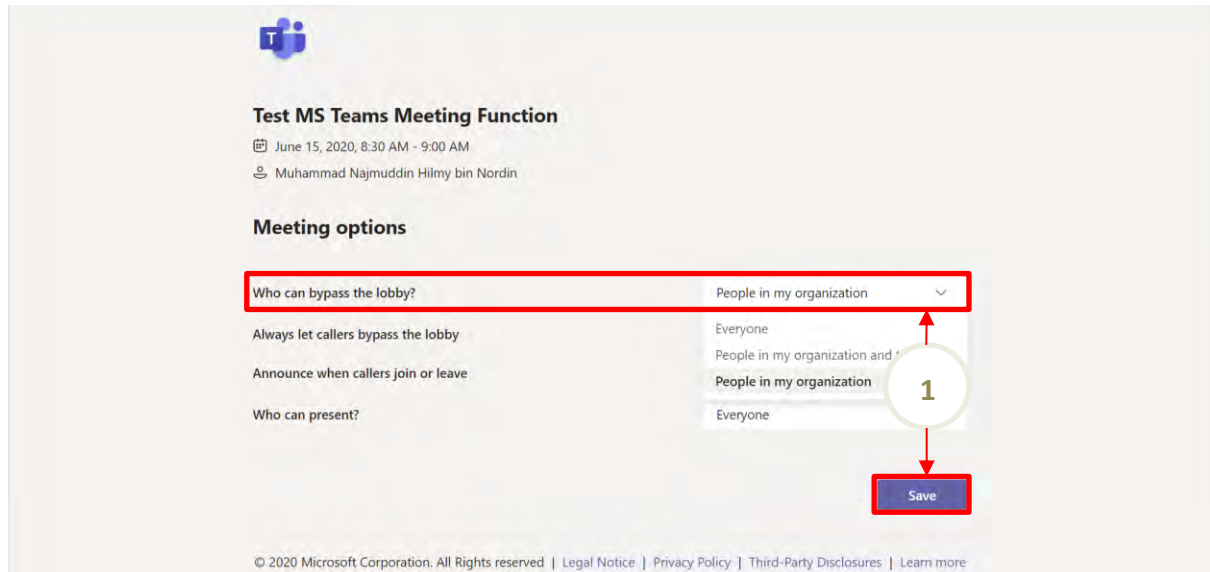 T
Test MS Teams Meeting Function
June 15, 2020, 8:30 AM - 9:00 AM
Muhammad Najmuddin Hilmy bin Nordin
Meeting options
Who can bypass the lobby? People in my organization
Always let callers bypass the lobby Everyone
People in my organization and
Announce when callers join or leave People in my organization
1
Who can present? Everyone
Save
© 2020 Microsoft Corporation. All Rights reserved | Legal Notice | Privacy Policy | Third-Party Disclosures | Learn more